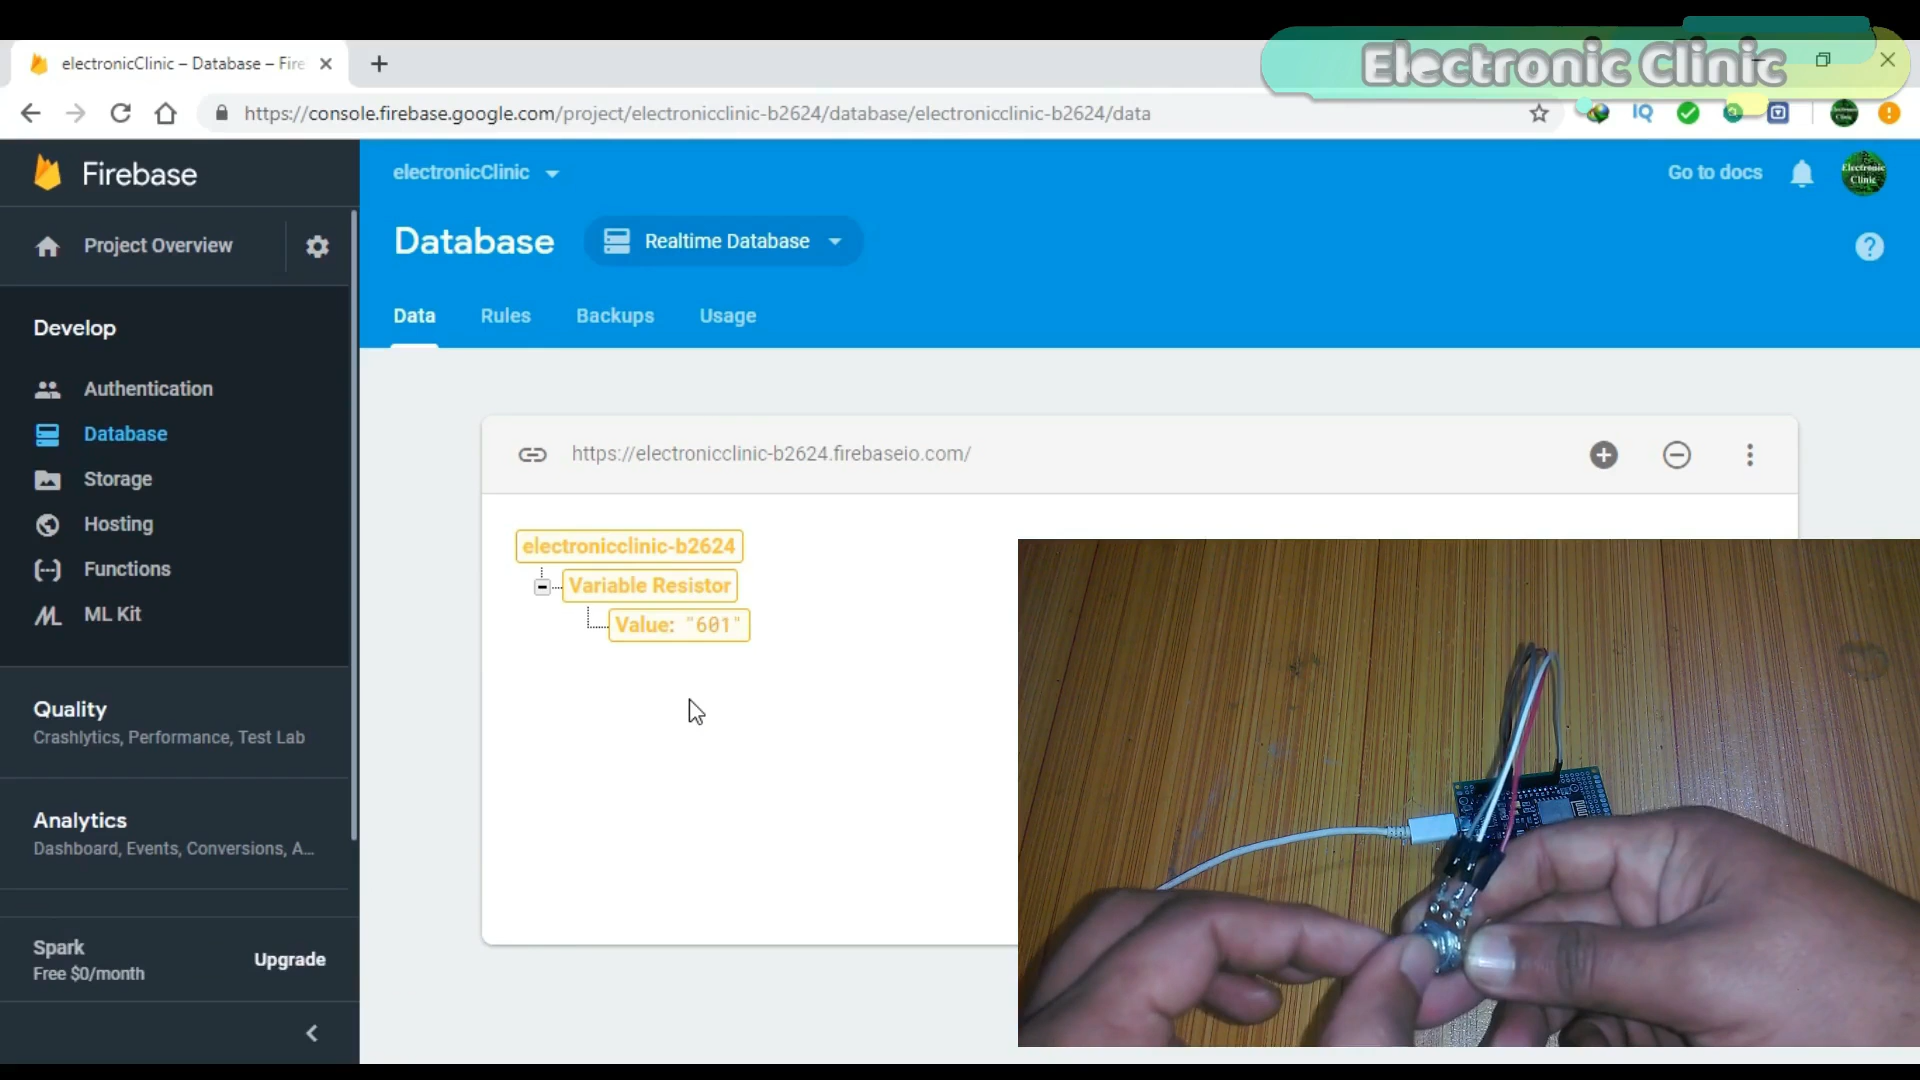 electronicClinic – Database – Fire
Electronic Clinic
https://console.firebase.google.com/project/electronicclinic-b2624/database/electronicclinic-b2624/data
IQ
Firebase
electronicClinic
Go to docs
Electronic
Clinic
Project Overview
Database
Realtime Database
Data
Rules
Backups
Usage
Develop
Authentication
Database
Storage
Hosting
Functions
ML Kit
https://electronicclinic-b2624.firebaseio.com/
electronicclinic-b2624
Variable Resistor
Value: "601"
Quality
Crashlytics, Performance, Test Lab
Analytics
Dashboard, Events, Conversions, A...
Spark
Free $0/month
Upgrade